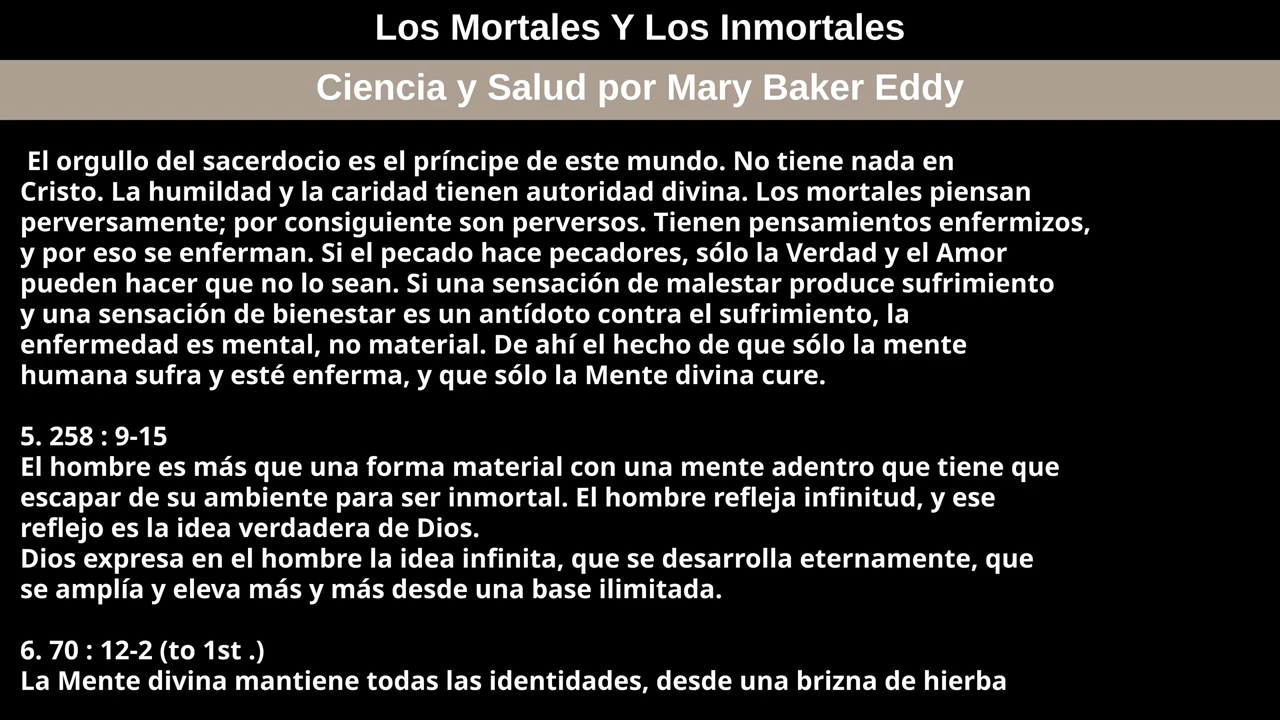 Los Mortales Y Los Inmortales
Ciencia y Salud por Mary Baker Eddy
El orgullo del sacerdocio es el príncipe de este mundo. No tiene nada en
Cristo. La humildad y la caridad tienen autoridad divina. Los mortales piensan
perversamente; por consiguiente son perversos. Tienen pensamientos enfermizos,
y por eso se enferman. Si el pecado hace pecadores, sólo la Verdad y el Amor
pueden hacer que no lo sean. Si una sensación de malestar produce sufrimiento
y una sensación de bienestar es un antídoto contra el sufrimiento, la
enfermedad es mental, no material. De ahí el hecho de que sólo la mente
humana sufra y esté enferma, y que sólo la Mente divina cure.
5. 258 : 9-15
El hombre es más que una forma material con una mente adentro que tiene que
escapar de su ambiente para ser inmortal. El hombre refleja infinitud, y ese
reflejo es la idea verdadera de Dios.
Dios expresa en el hombre la idea infinita, que se desarrolla eternamente, que
se amplía y eleva más y más desde una base ilimitada.
6. 70 : 12-2 (to 1st .)
La Mente divina mantiene todas las identidades, desde una brizna de hierba